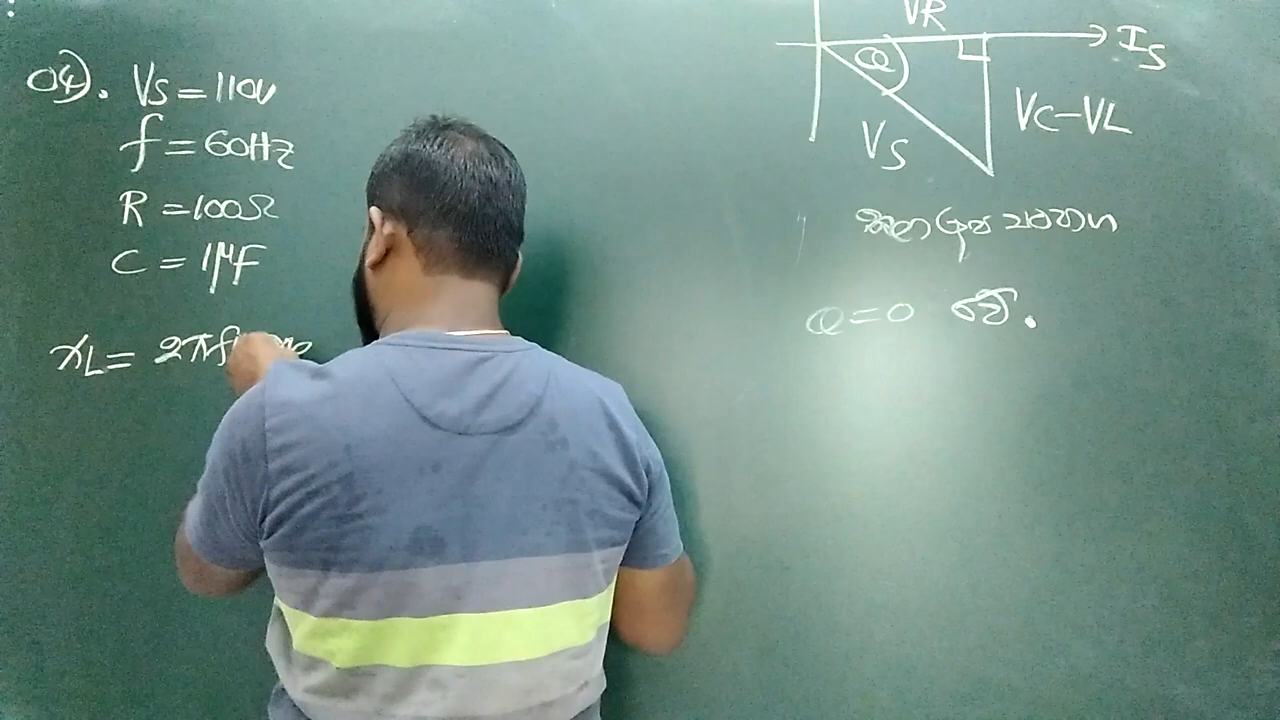 04). Vs = 110V
f = 60Hz
R = 100Ω
C = 1μF
xL = 2πf
VR
Is
Q
Vs
VC-VL
Q = 0 වේ.